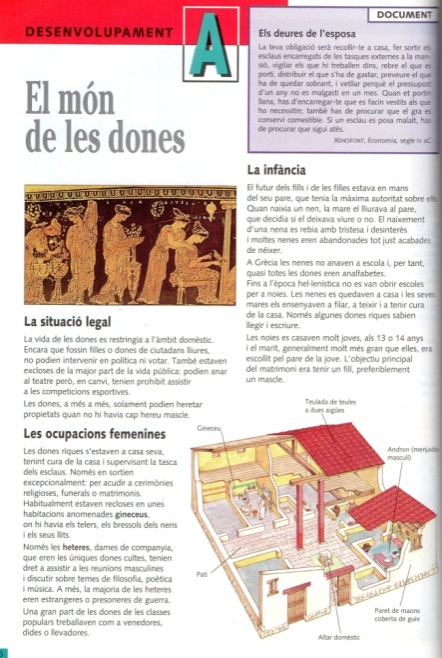 DESENVOLUPAMENT
A
El món
de les dones
DOCUMENT
Els deures de l'esposa
La teva obligació serà recollir-te a casa, fer sortir els
esclaus encarregats de les tasques externes a la man-
sió, vigilar els que hi treballen dins, rebre el que es
porti, distribuir el que s'ha de gastar, preveure el que
ha de quedar sobrant, i vetllar perquè el pressupost
d'un any no es malgasti en un mes. Quan et portin
llana, has d'encarregar-te que es facin vestits als que
ho necessitin; també has de procurar que el gra es
conservi comestible. Si un esclau es posa malalt, has
de procurar que sigui atès.
XENOFONT, Economia, segle IV aC
La infància
El futur dels fills i de les filles estava en mans
del seu pare, que tenia la màxima autoritat sobre ells.
Quan naixia un nen, la mare el lliurava al pare,
que decidia si el deixava viure o no. El naixement
d'una nena es rebia amb tristesa i desinterès
i moltes nenes eren abandonades tot just acabades
de néixer.
A Grècia les nenes no anaven a escola i, per tant,
quasi totes les dones eren analfabetes.
Fins a l'època hel·lenística no es van obrir escoles
per a noies. Les nenes es quedaven a casa i les seves
mares els ensenyaven a filar, a teixir i a tenir cura
de la casa. Només algunes dones riques sabien
llegir i escriure.
Les noies es casaven molt joves, als 13 o 14 anys
i el marit, generalment molt més gran que elles, era
escollit pel pare de la jove. L'objectiu principal
del matrimoni era tenir un fill, preferiblement
un mascle.
La situació legal
La vida de les dones es restringia a l'àmbit domèstic.
Encara que fossin filles o dones de ciutadans lliures,
no podien intervenir en política ni votar. També estaven
excloses de la major part de la vida pública: podien anar
al teatre però, en canvi, tenien prohibit assistir
a les competicions esportives.
Les dones, a més a més, solament podien heretar
propietats quan no hi havia cap hereu mascle.
Les ocupacions femenines
Les dones riques s'estaven a casa seva,
tenint cura de la casa i supervisant la tasca
dels esclaus. Només en sortien
excepcionalment: per acudir a cerimònies
religioses, funerals o matrimonis.
Habitualment estaven recloses en unes
habitacions anomenades gineceus,
on hi havia els telers, els bressols dels nens
i els seus llits.
Només les heteres, dames de companyia,
que eren les úniques dones cultes, tenien
dret a assistir a les reunions masculines
i discutir sobre temes de filosofia, poètica
i música. A més, la majoria de les heteres
eren estrangeres o presoneres de guerra.
Una gran part de les dones de les classes
populars treballaven com a venedores,
dides o llevadores.
Teulada de teules
a dues aigües
Gineceu
Andron (menjador
masculí)
Pati
Paret de maons
coberta de guix
Altar domèstic